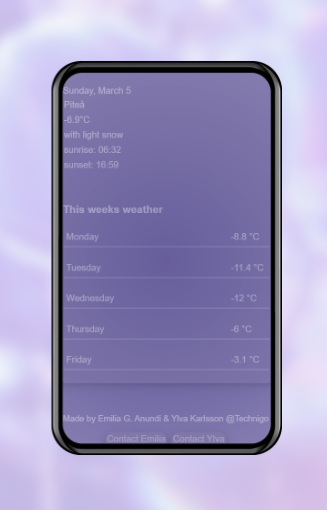 Sunday, March 5
Piteå
-6.9°C
with light snow
sunrise: 06:32
sunset: 16:59
This weeks weather
Monday -8.8 °C
Tuesday -11.4 °C
Wednesday -12 °C
Thursday -6 °C
Friday -3.1 °C
Made by Emilia G. Anundi & Ylva Karlsson @Technigo
Contact Emilia Contact Ylva